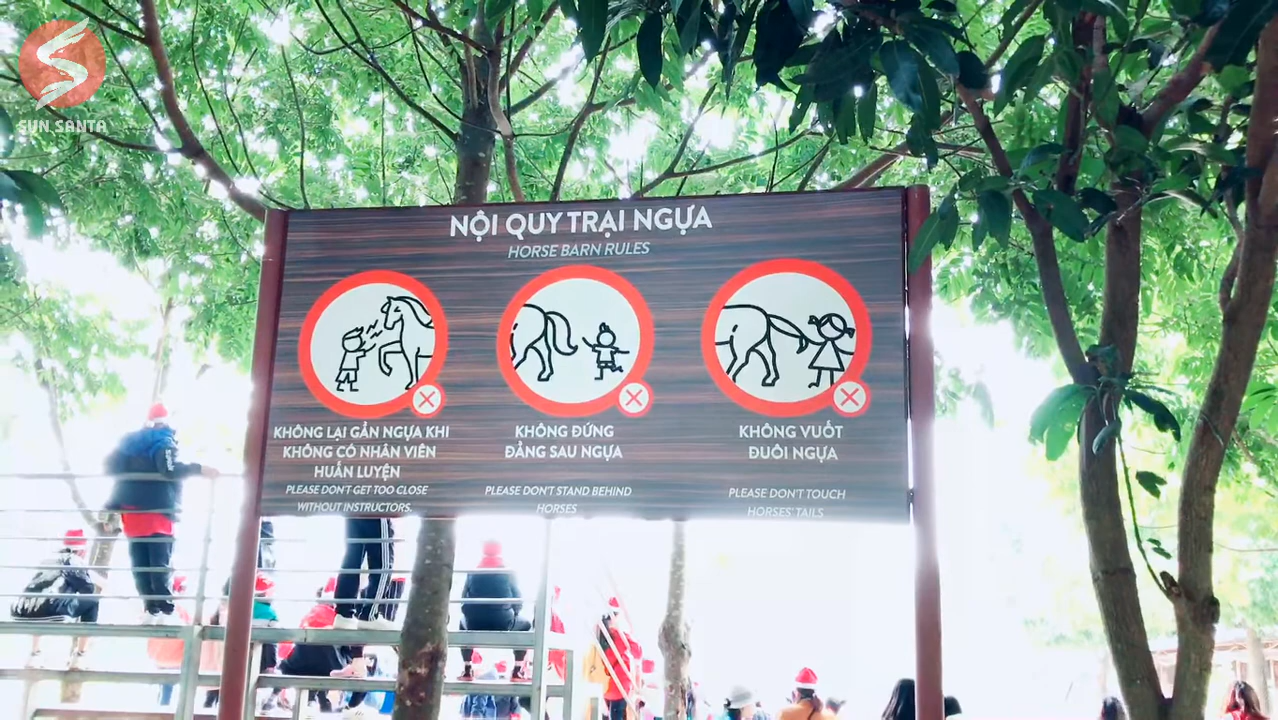 SUN SANTA
NỘI QUY TRẠI NGỰA
HORSE BARN RULES
KHÔNG LẠI GẦN NGỰA KHI
KHÔNG CÓ NHÂN VIÊN
HUẤN LUYỆN
PLEASE DON'T GET TOO CLOSE
WITHOUT INSTRUCTORS.
KHÔNG ĐỨNG
ĐẰNG SAU NGỰA
PLEASE DON'T STAND BEHIND
HORSES
KHÔNG VUỐT
ĐUÔI NGỰA
PLEASE DON'T TOUCH
HORSES' TAILS